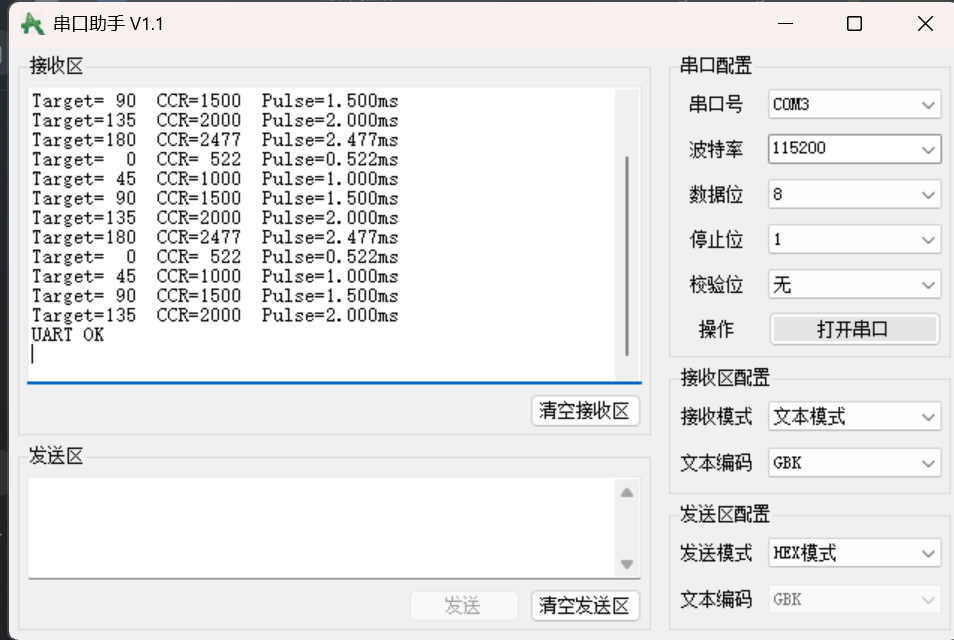 串口助手 V1.1
接收区
Target= 90  CCR=1500  Pulse=1.500ms
Target=135  CCR=2000  Pulse=2.000ms
Target=180  CCR=2477  Pulse=2.477ms
Target=  0  CCR= 522  Pulse=0.522ms
Target= 45  CCR=1000  Pulse=1.000ms
Target= 90  CCR=1500  Pulse=1.500ms
Target=135  CCR=2000  Pulse=2.000ms
Target=180  CCR=2477  Pulse=2.477ms
Target=  0  CCR= 522  Pulse=0.522ms
Target= 45  CCR=1000  Pulse=1.000ms
Target= 90  CCR=1500  Pulse=1.500ms
Target=135  CCR=2000  Pulse=2.000ms
UART OK
清空接收区
发送区
发送 清空发送区
串口配置
串口号 COM3
波特率 115200
数据位 8
停止位 1
校验位 无
操作 打开串口
接收区配置
接收模式 文本模式
文本编码 GBK
发送区配置
发送模式 HEX模式
文本编码 GBK